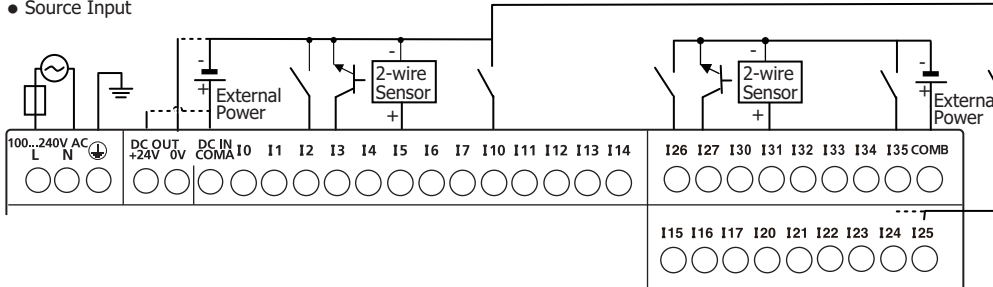 ● Source Input
-
+
External
Power
-
2-wire
Sensor
+
-
2-wire
Sensor
+
-
+
Externa
Power
100...240V AC
L N
DC OUT
+24V 0V
DC IN
COMA I0 I1 I2 I3 I4 I5 I6 I7 I10 I11 I12 I13 I14
I26 I27 I30 I31 I32 I33 I34 I35 COMB
I15 I16 I17 I20 I21 I22 I23 I24 I25